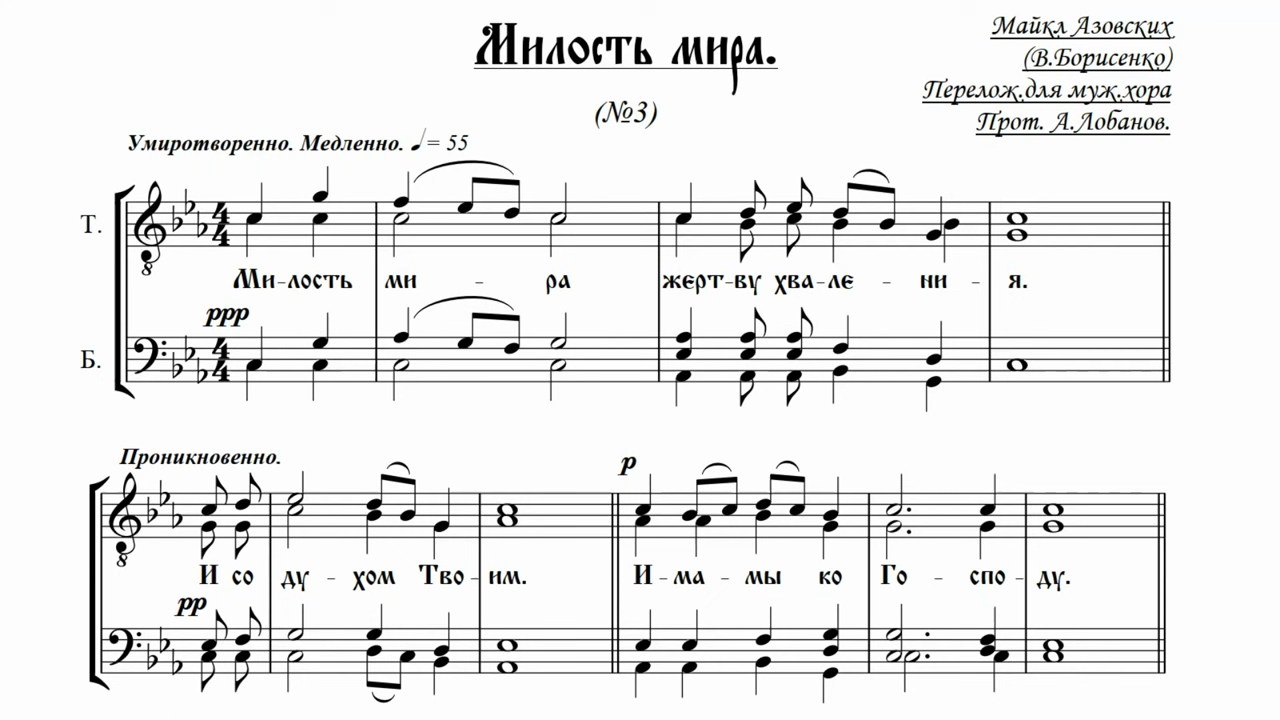 Милость мира.
(№3)
Майкл Азовских
(В.Борисенко)
Перелож.для муж.хора
Прот. А.Лобанов.
Умиротворенно. Медленно. ♩= 55
Т.
Ми-лость ми - ра жерт-ву хва-ле - ни - я.
ppp
Б.
Проникновенно.
p
И со ду - хом Тво - им. И - ма - мы ко Го - спо - ду.
pp